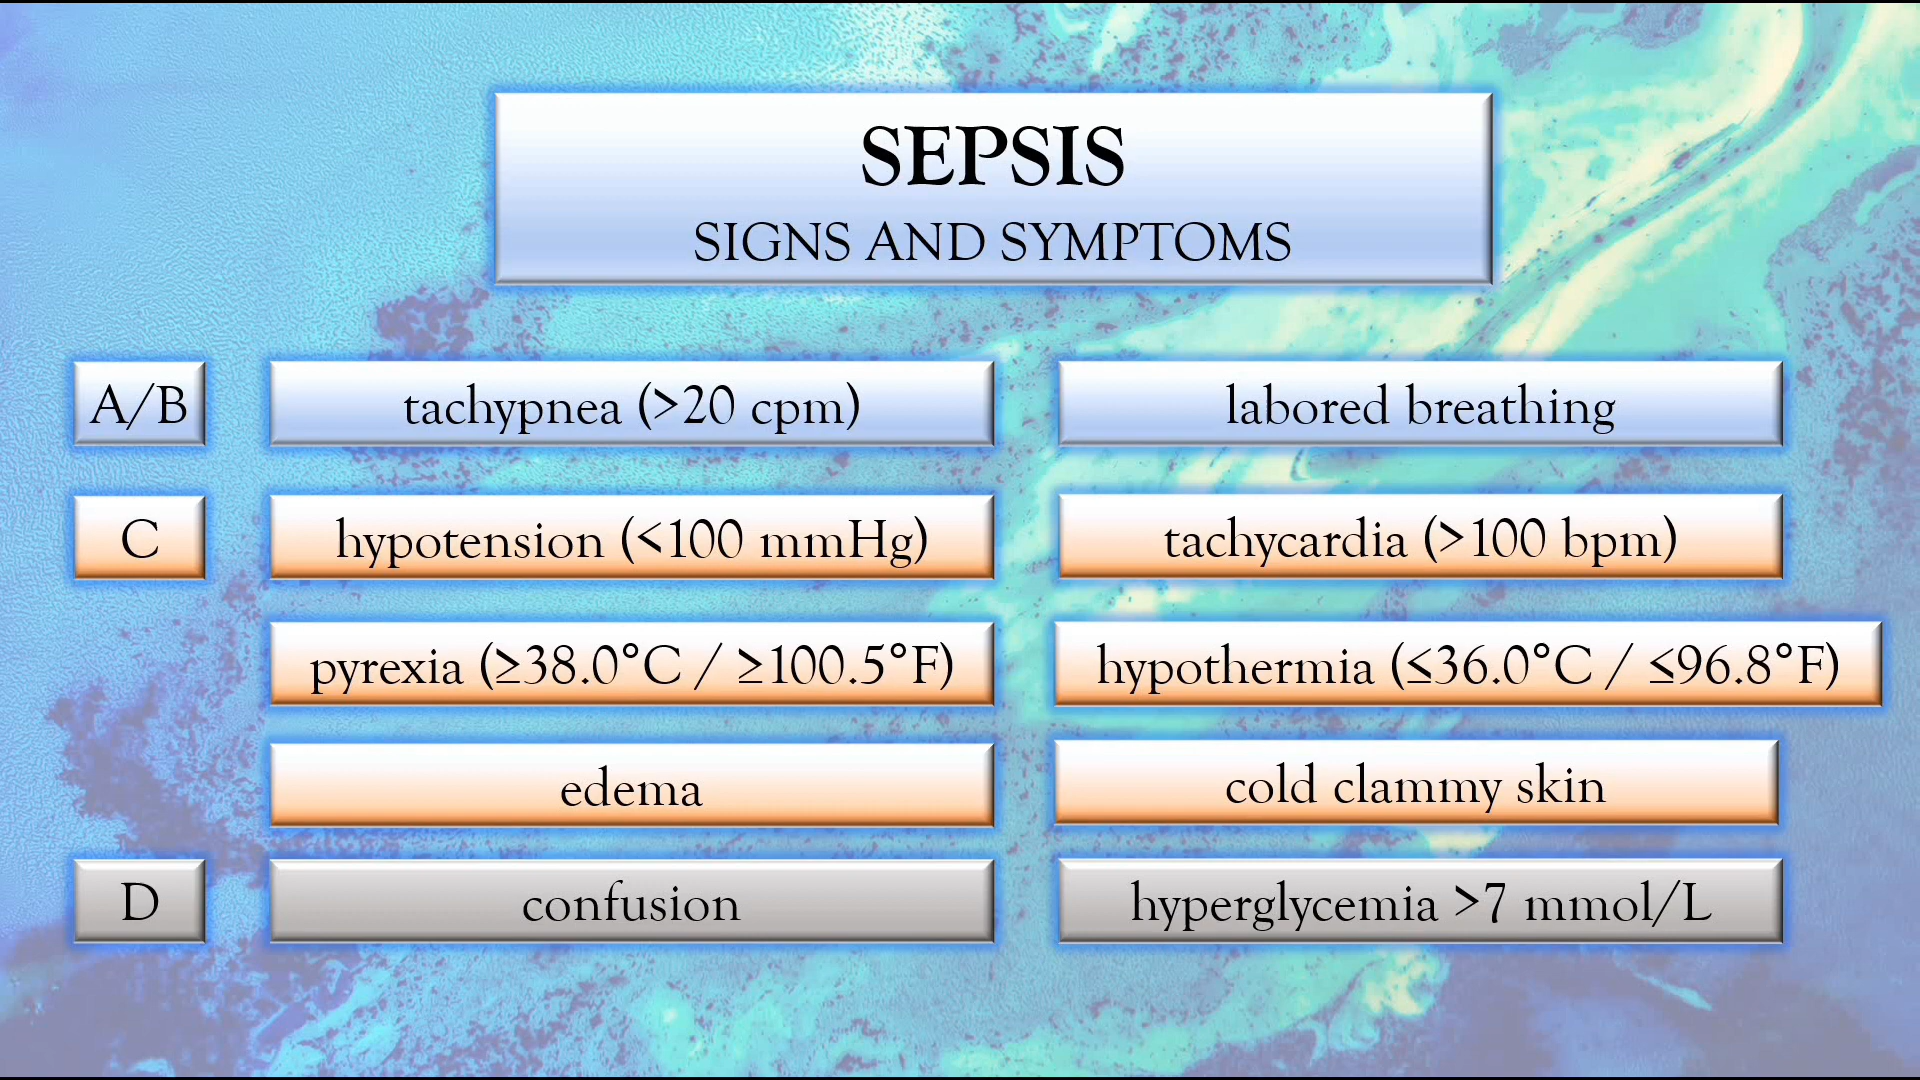 SEPSIS
SIGNS AND SYMPTOMS
A/B
tachypnea (>20 cpm)
labored breathing
C
hypotension (<100 mmHg)
tachycardia (>100 bpm)
pyrexia (≥38.0°C / ≥100.5°F)
hypothermia (≤36.0°C / ≤96.8°F)
edema
cold clammy skin
D
confusion
hyperglycemia >7 mmol/L